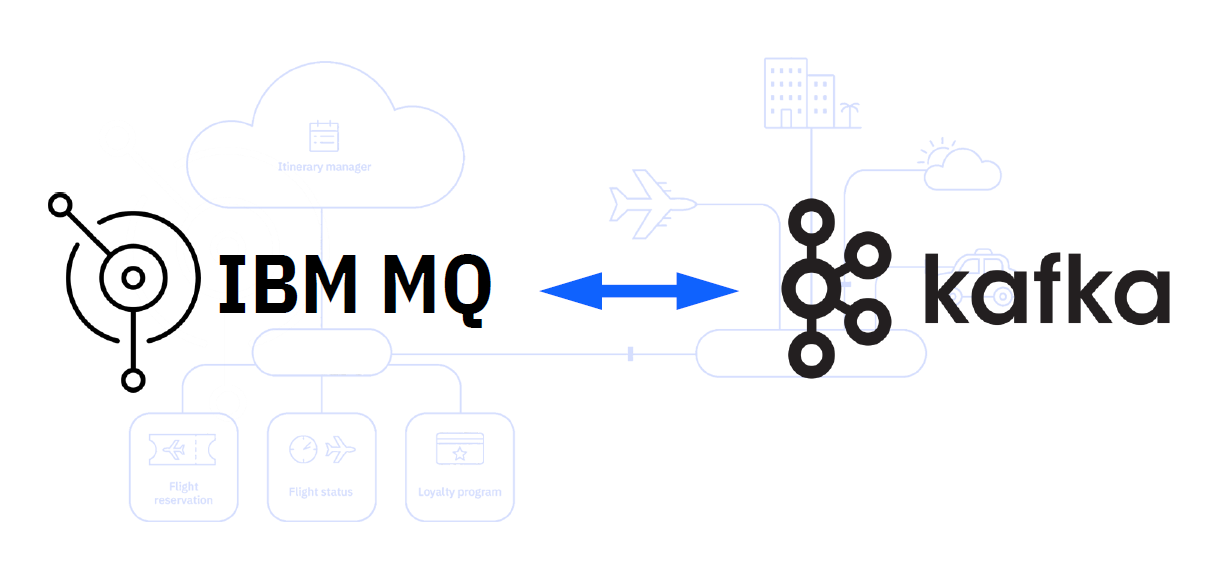 Itinerary manager
IBM MQ
kafka
Flight
reservation
Flight status
Loyalty program